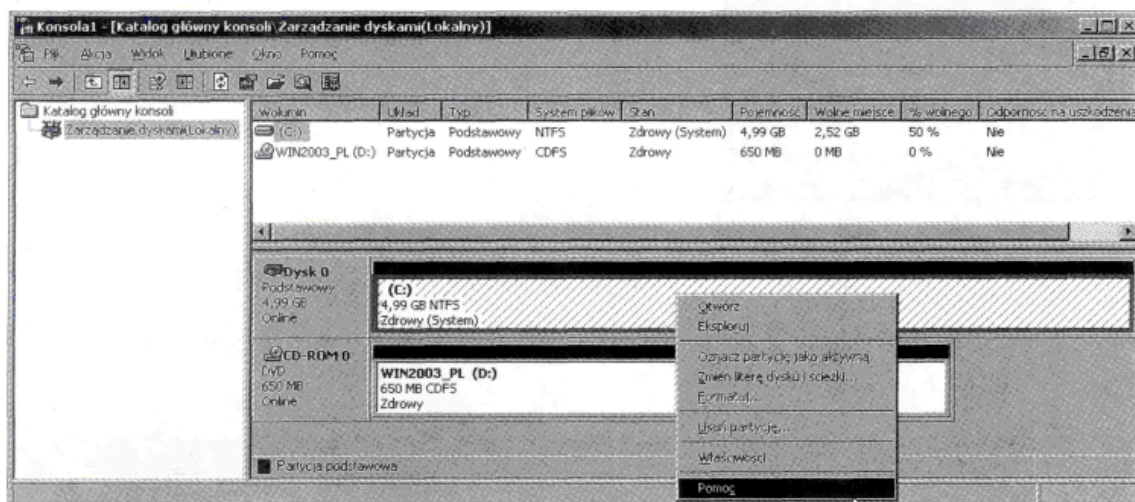 Konsola1 - [Katalog główny konsoli\Zarządzanie dyskami(Lokalny)]
Plik Akcja Widok Ulubione Okno Pomoc
Katalog główny konsoli
Zarządzanie dyskami(Lokalny)
Wolumin Układ Typ System plików Stan Pojemność Wolne miejsce % wolnego Odporność na uszkodzenia
(C:) Partycja Podstawowy NTFS Zdrowy (System) 4,99 GB 2,52 GB 50 % Nie
WIN2003_PL (D:) Partycja Podstawowy CDFS Zdrowy 650 MB 0 MB 0 % Nie
Dysk 0
Podstawowy
4,99 GB
Online
(C:)
4,99 GB NTFS
Zdrowy (System)
CD-ROM 0
DVD
650 MB
Online
WIN2003_PL (D:)
650 MB CDFS
Zdrowy
Otwórz
Eksploruj
Oznacz partycję jako aktywną
Zmień literę dysku i ścieżki...
Formatuj...
Usuń partycję...
Właściwości
Pomoc
Partycja podstawowa